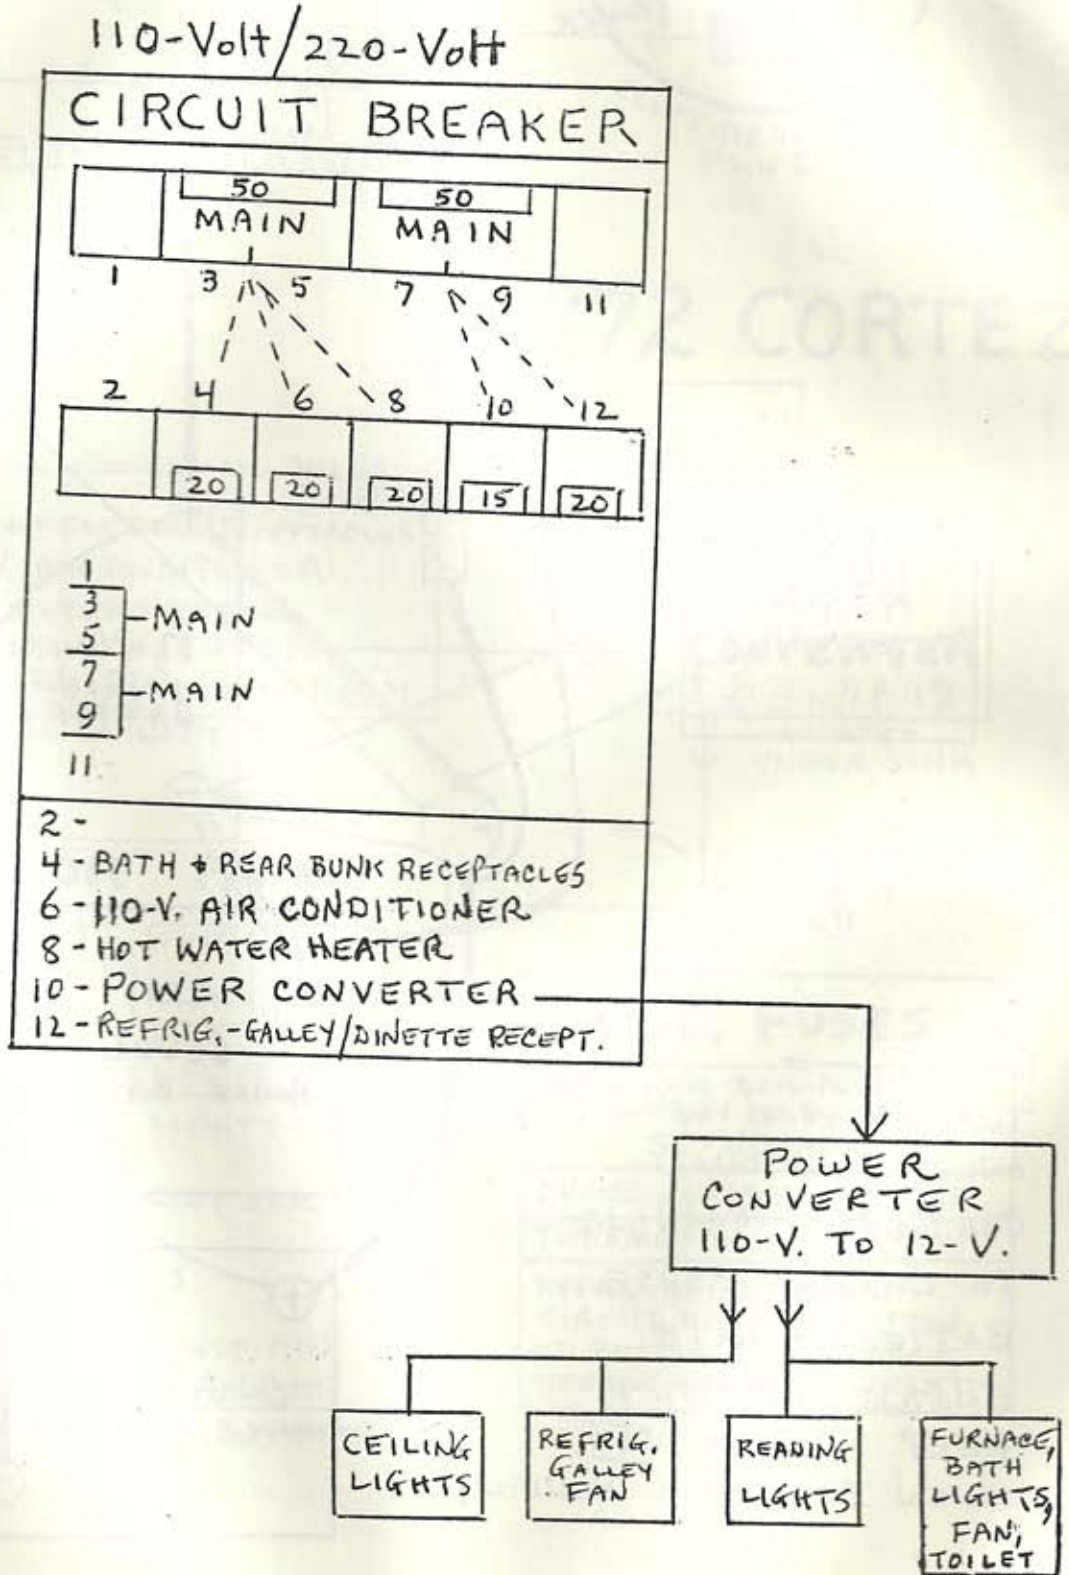 110-Volt/220-Volt
CIRCUIT BREAKER
50 50
MAIN MAIN
1 3 5 7 9 11
2 4 6 8 10 12
20 20 20 15 20
1
3
5
MAIN
7
9
MAIN
11
2-
4-BATH & REAR BUNK RECEPTACLES
6-110-V. AIR CONDITIONER
8-HOT WATER HEATER
10-POWER CONVERTER
12-REFRIG.-GALLEY/DINETTE RECEPT.
POWER
CONVERTER
110-V. TO 12-V.
CEILING
LIGHTS
REFRIG.
GALLEY
FAN
READING
LIGHTS
FURNACE,
BATH
LIGHTS,
FAN,
TOILET